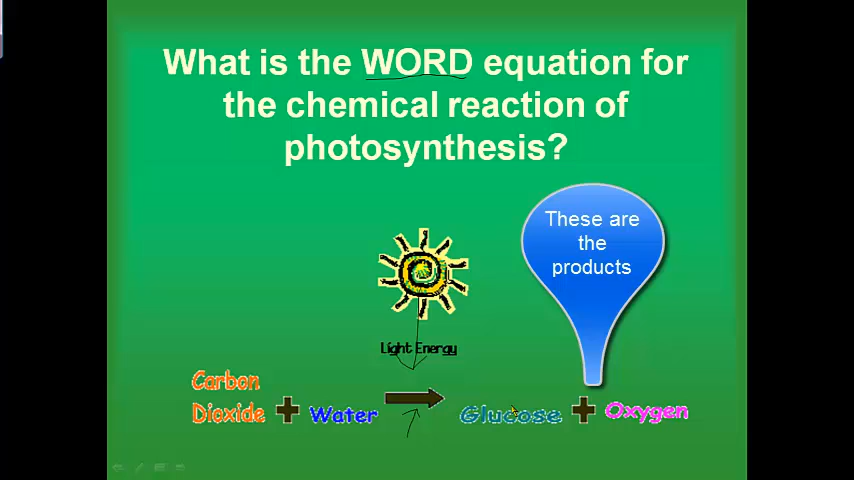 What is the WORD equation for
the chemical reaction of
photosynthesis?
These are
the
products
Light Energy
Carbon
Dioxide + Water Glucose + Oxygen